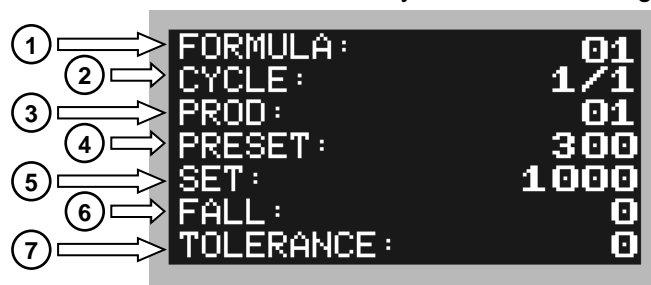 1 FORMULA: 01
2 CYCLE: 1/1
3 PROD: 01
4 PRESET: 300
5 SET: 1000
6 FALL: 0
7 TOLERANCE: 0